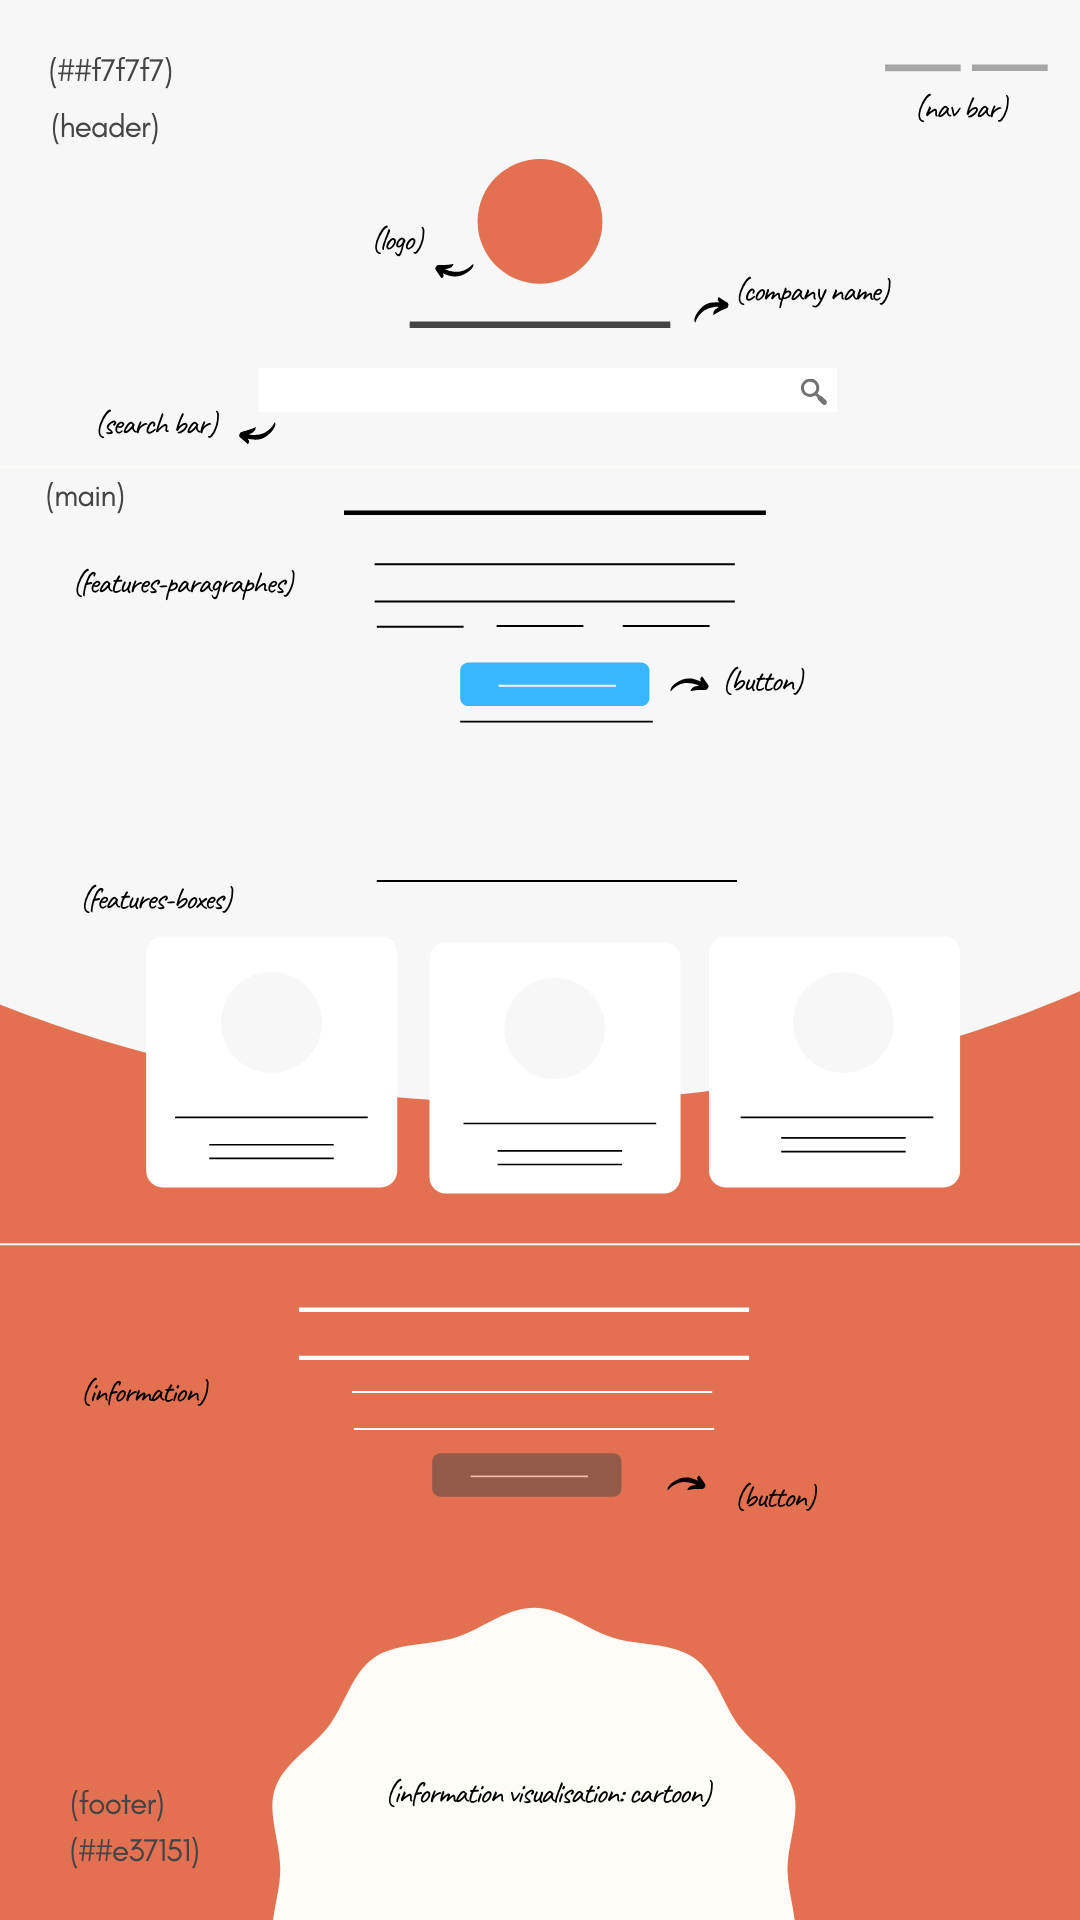 (##f7f7f7)
(nav bar)
(header)
(logo)
(company name)
(search bar)
(main)
(features-paragraphes)
(button)
(features-boxes)
(information)
(button)
(information visualisation: cartoon)
(footer)
(##e37151)